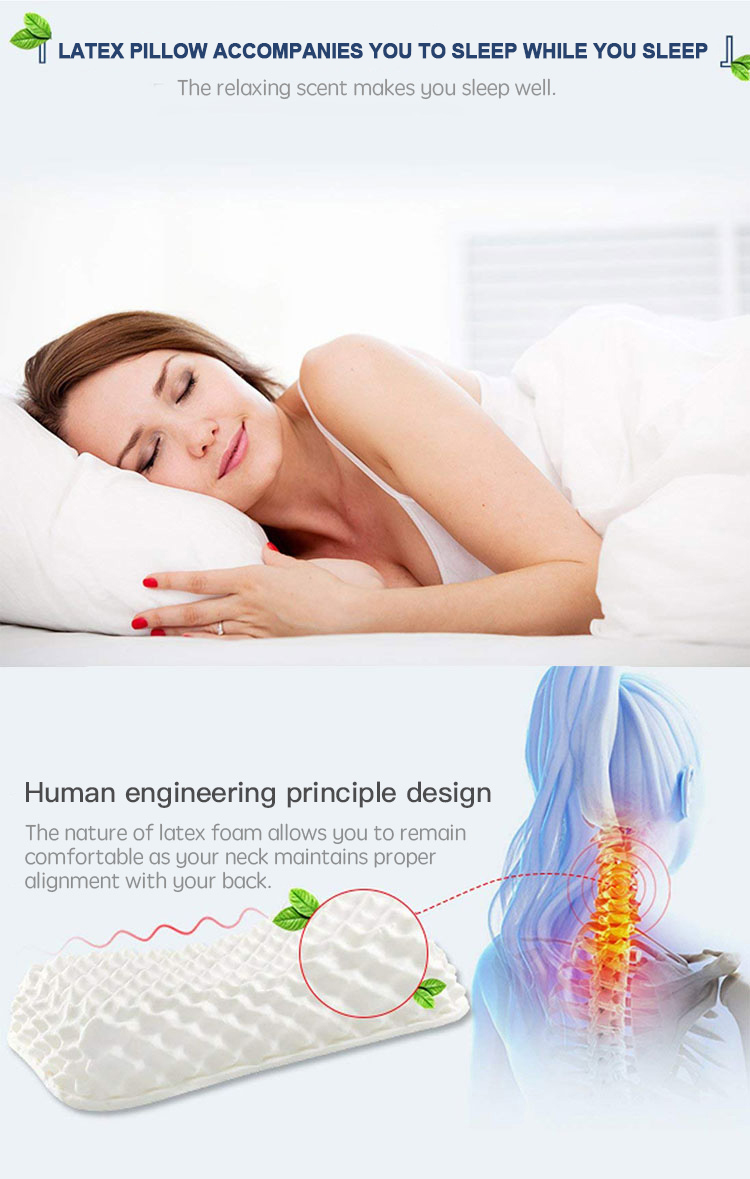 LATEX PILLOW ACCOMPANIES YOU TO SLEEP WHILE YOU SLEEP
The relaxing scent makes you sleep well.
Human engineering principle design
The nature of latex foam allows you to remain
comfortable as your neck maintains proper
alignment with your back.